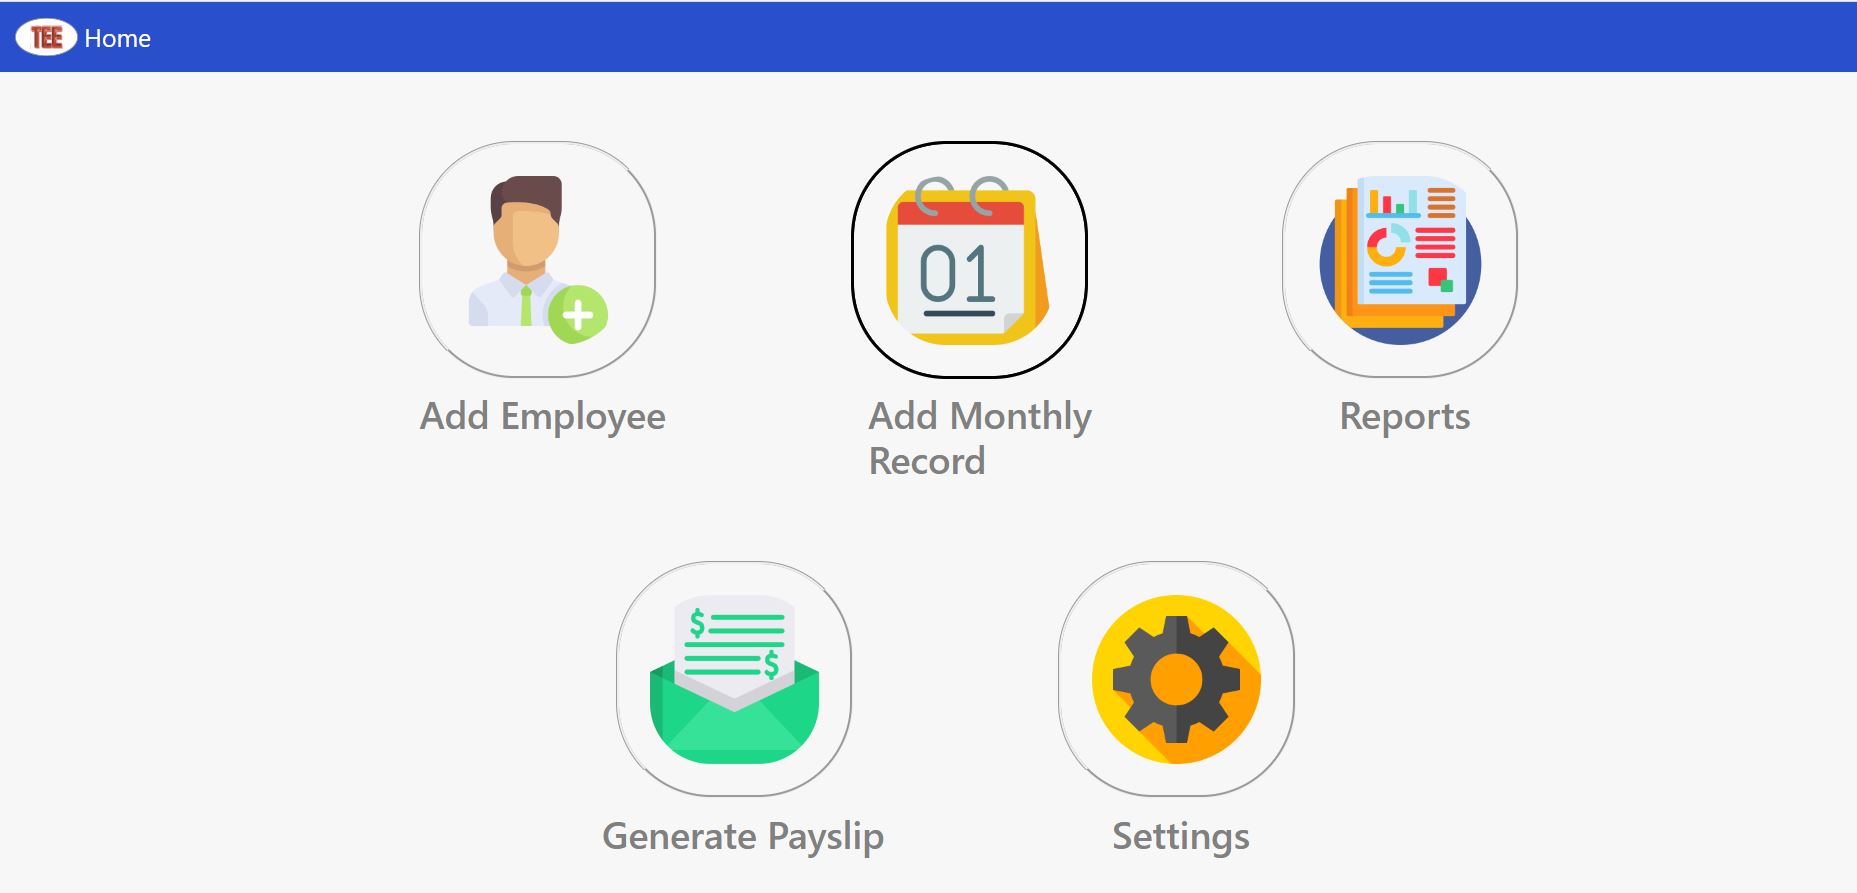 TEE Home
01
Add Employee
Add Monthly
Record
Reports
$
$
Generate Payslip
Settings